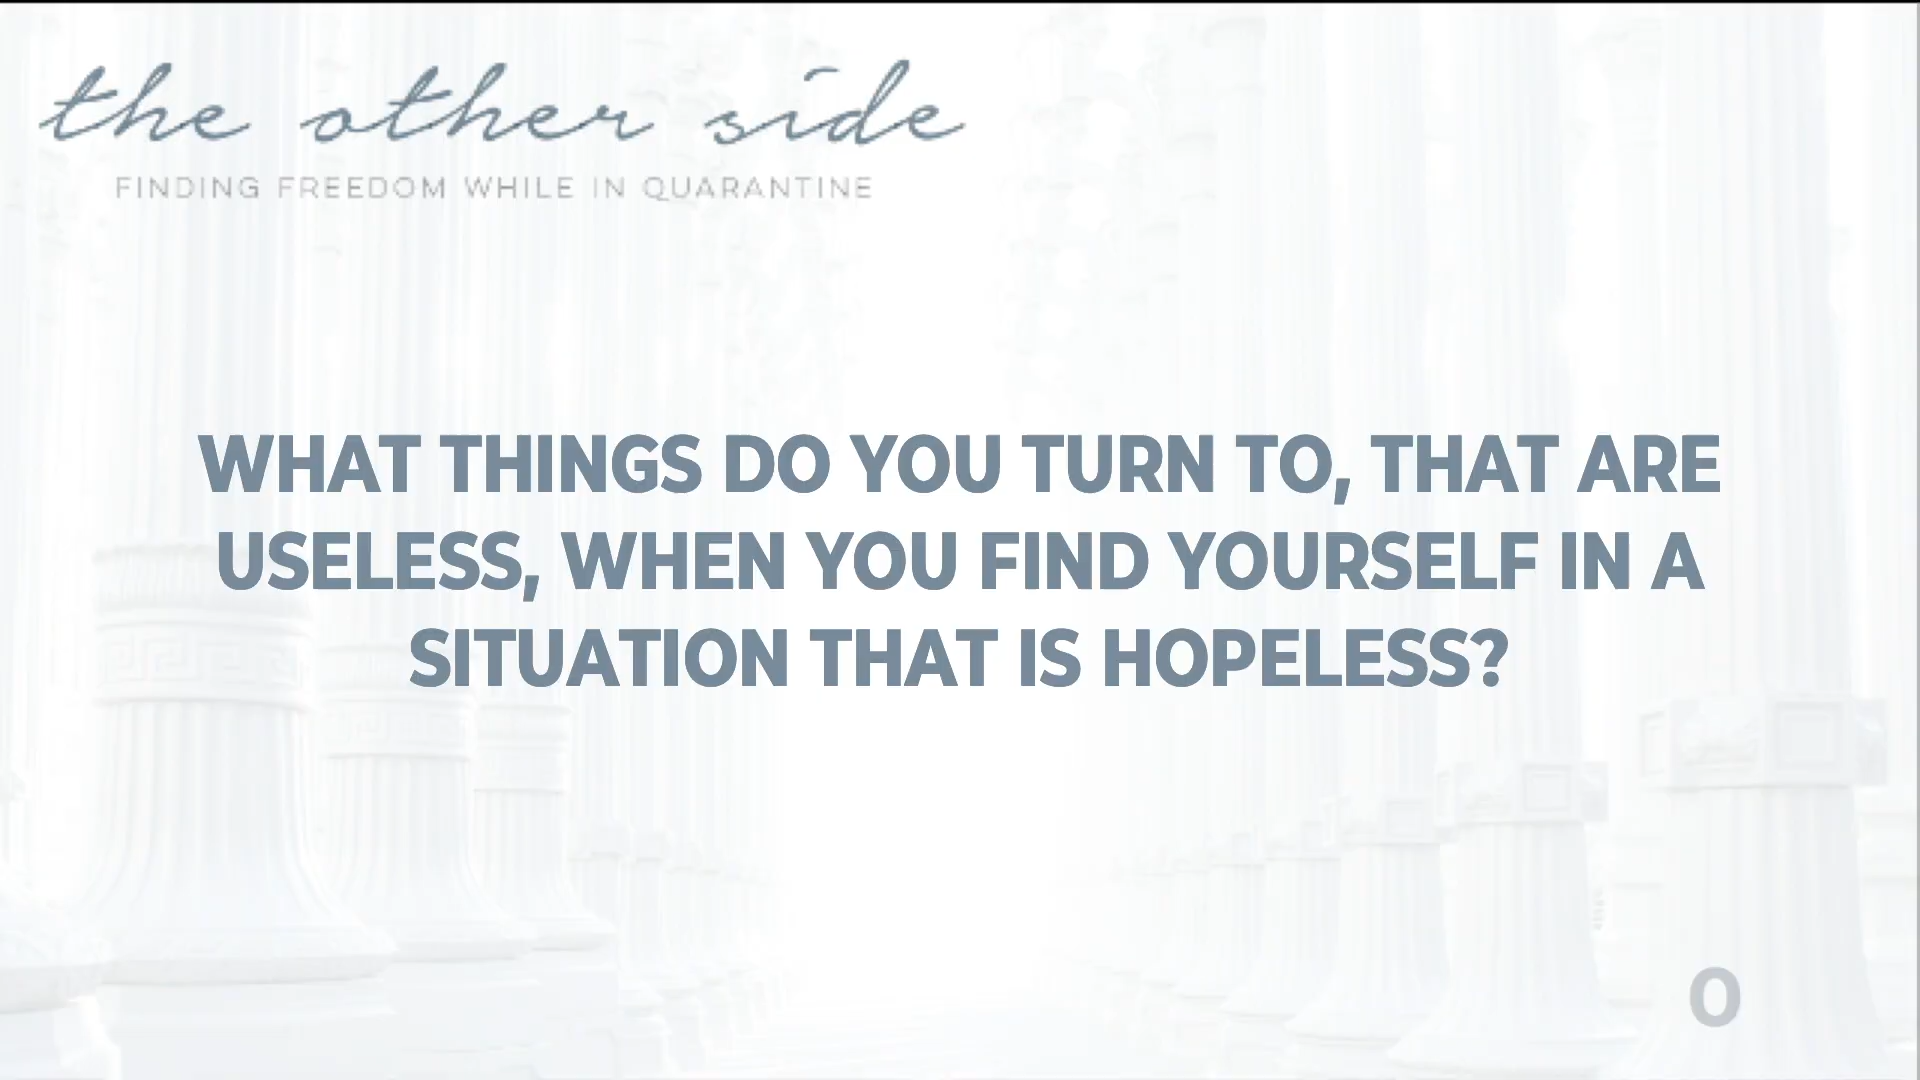 the other side
FINDING FREEDOM WHILE IN QUARANTINE
WHAT THINGS DO YOU TURN TO, THAT ARE
USELESS, WHEN YOU FIND YOURSELF IN A
SITUATION THAT IS HOPELESS?
0